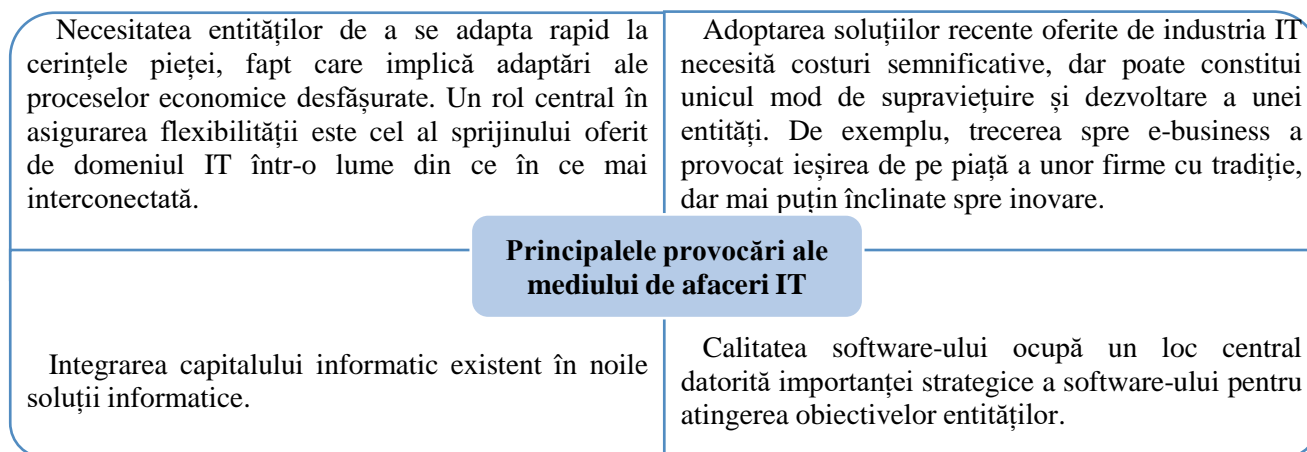 Necesitatea entităților de a se adapta rapid la
cerințele pieței, fapt care implică adaptări ale
proceselor economice desfășurate. Un rol central în
asigurarea flexibilității este cel al sprijinului oferit
de domeniul IT într-o lume din ce în ce mai
interconectată.
Adoptarea soluțiilor recente oferite de industria IT
necesită costuri semnificative, dar poate constitui
unicul mod de supraviețuire și dezvoltare a unei
entități. De exemplu, trecerea spre e-business a
provocat ieșirea de pe piață a unor firme cu tradiție,
dar mai puțin înclinate spre inovare.
Principalele provocări ale
mediului de afaceri IT
Integrarea capitalului informatic existent în noile
soluții informatice.
Calitatea software-ului ocupă un loc central
datorită importanței strategice a software-ului pentru
atingerea obiectivelor entităților.